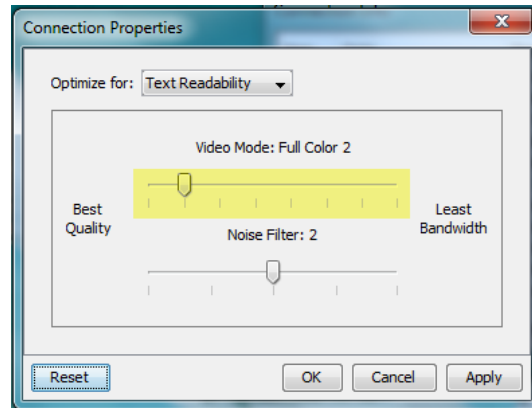 Connection Properties
Optimize for: Text Readability
Video Mode: Full Color 2
Best
Quality
Least
Bandwidth
Noise Filter: 2
Reset OK Cancel Apply